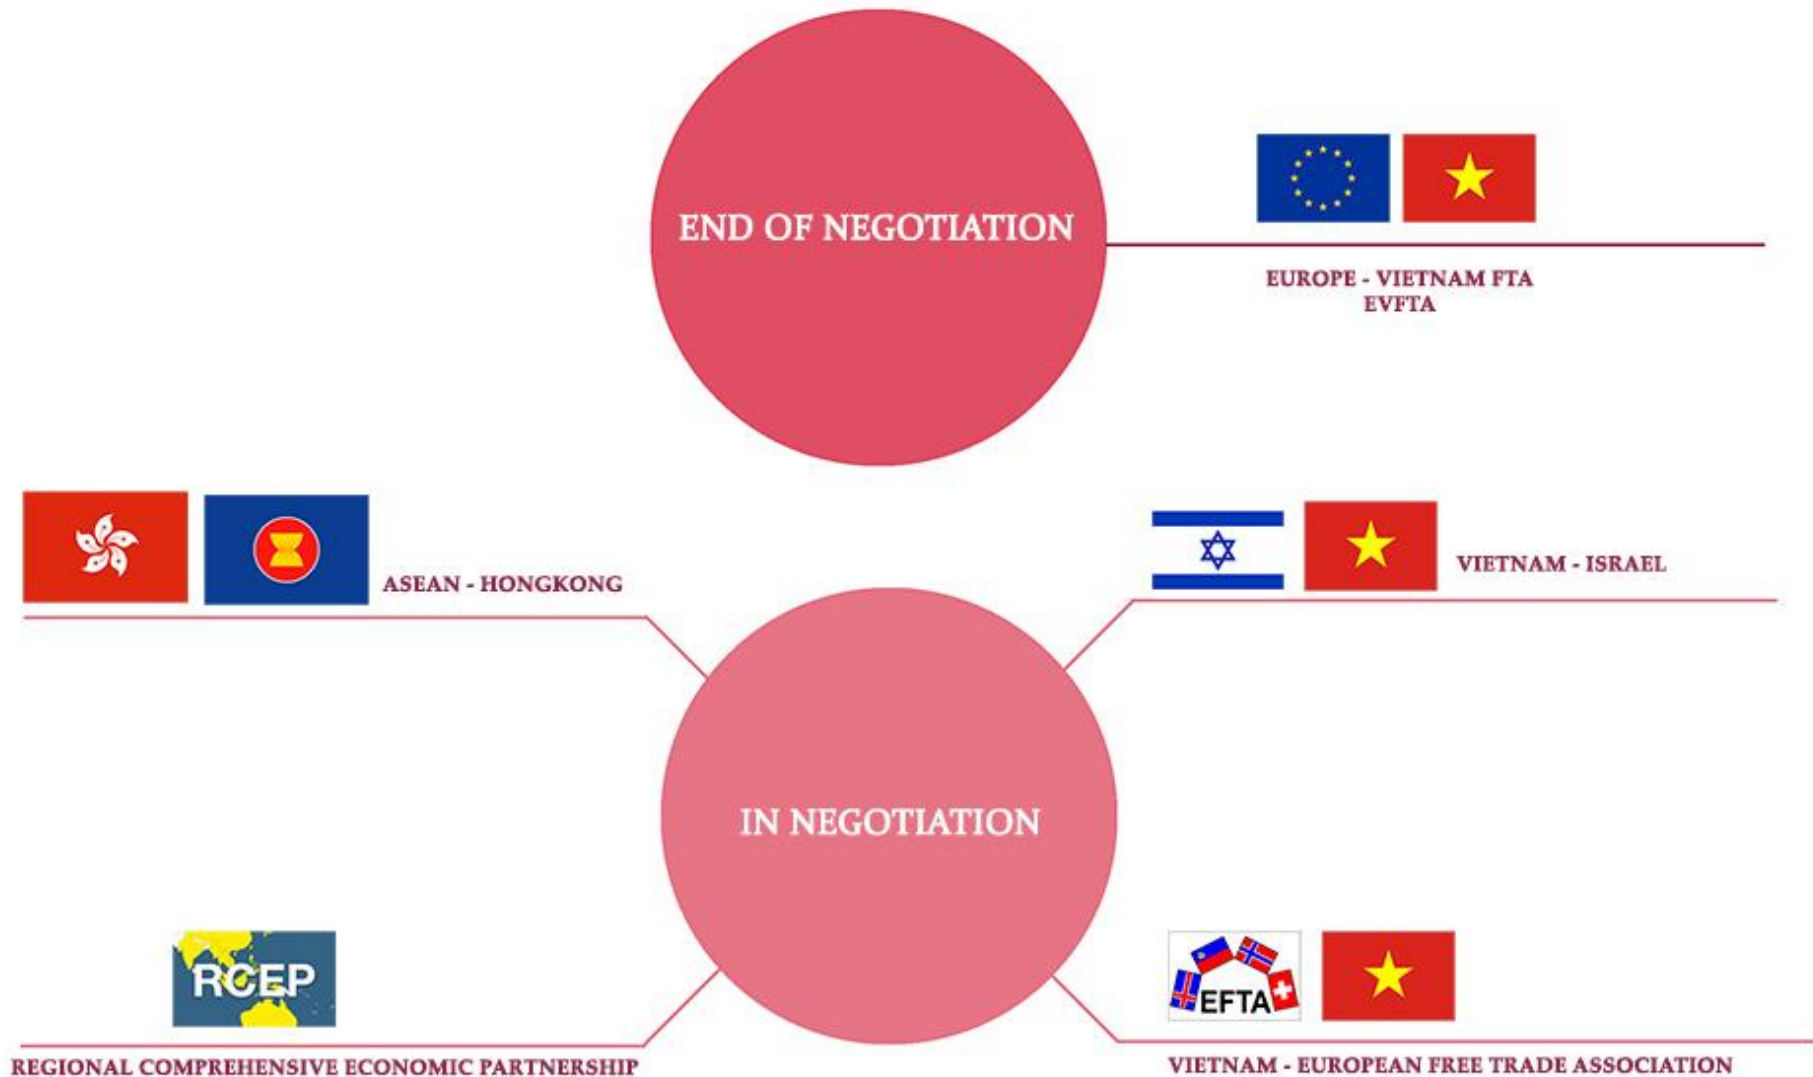 END OF NEGOTIATION
EUROPE - VIETNAM FTA
EVFTA
ASEAN - HONGKONG
VIETNAM - ISRAEL
IN NEGOTIATION
RCEP
REGIONAL COMPREHENSIVE ECONOMIC PARTNERSHIP
EFTA
VIETNAM - EUROPEAN FREE TRADE ASSOCIATION